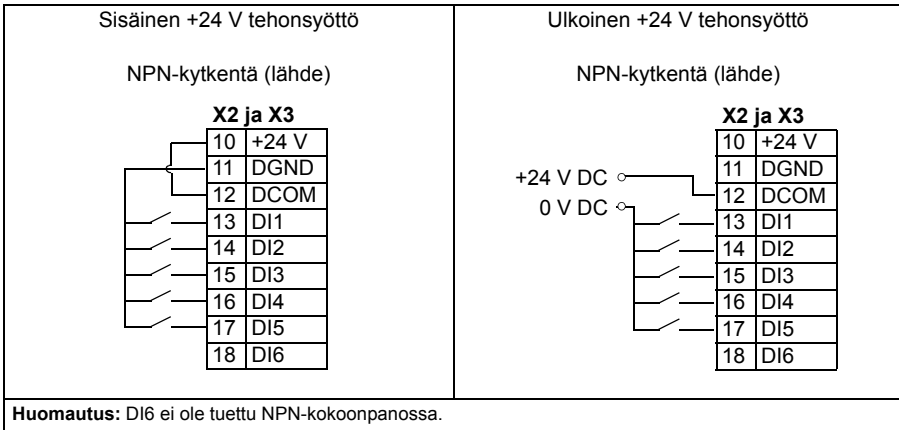 Sisäinen +24 V tehonsyöttö
NPN-kytkentä (lähde)
X2 ja X3
10 +24 V
11 DGND
12 DCOM
13 DI1
14 DI2
15 DI3
16 DI4
17 DI5
18 DI6
Ulkoinen +24 V tehonsyöttö
NPN-kytkentä (lähde)
X2 ja X3
10 +24 V
11 DGND
+24 V DC
12 DCOM
0 V DC
13 DI1
14 DI2
15 DI3
16 DI4
17 DI5
18 DI6
Huomautus: DI6 ei ole tuettu NPN-kokoonpanossa.